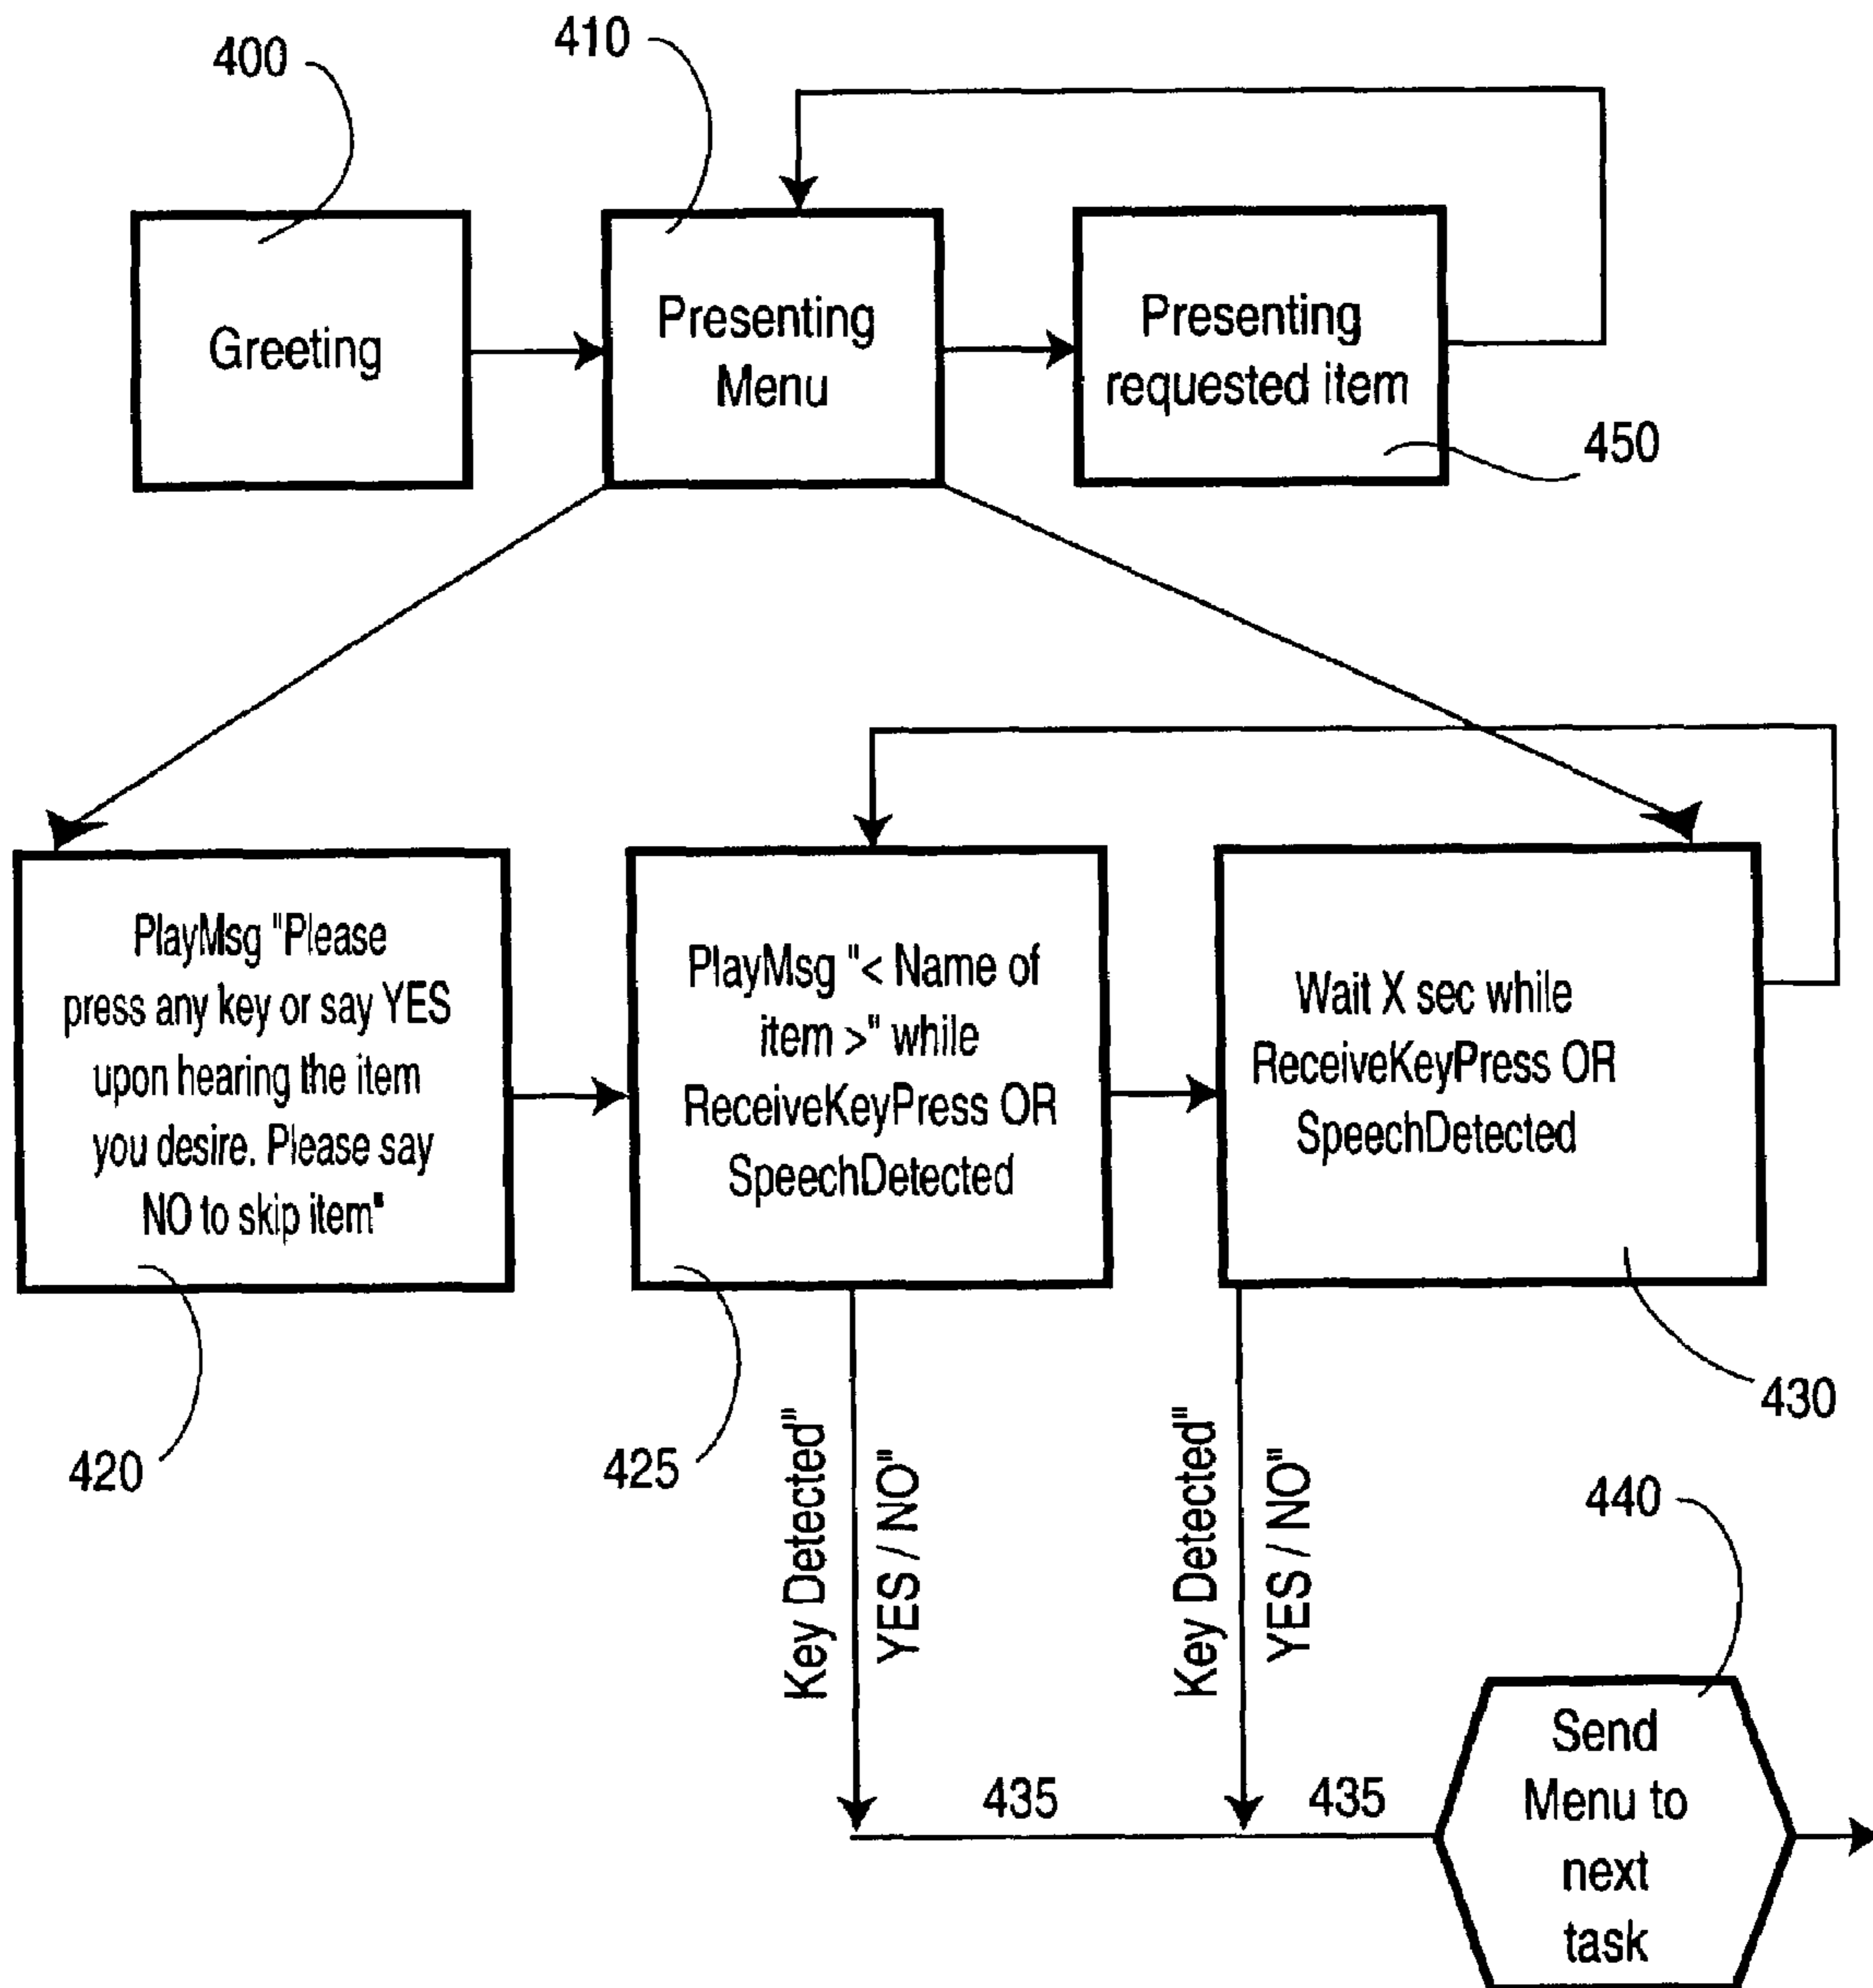 400
410
Greeting
Presenting
Menu
Presenting
requested item
450
PlayMsg "Please
press any key or say YES
upon hearing the item
you desire. Please say
NO to skip item"
PlayMsg "< Name of
item >" while
ReceiveKeyPress OR
SpeechDetected
Wait X sec while
ReceiveKeyPress OR
SpeechDetected
420
425
430
Key Detected"
YES / NO"
Key Detected"
YES / NO"
440
435
435
Send
Menu to
next
task